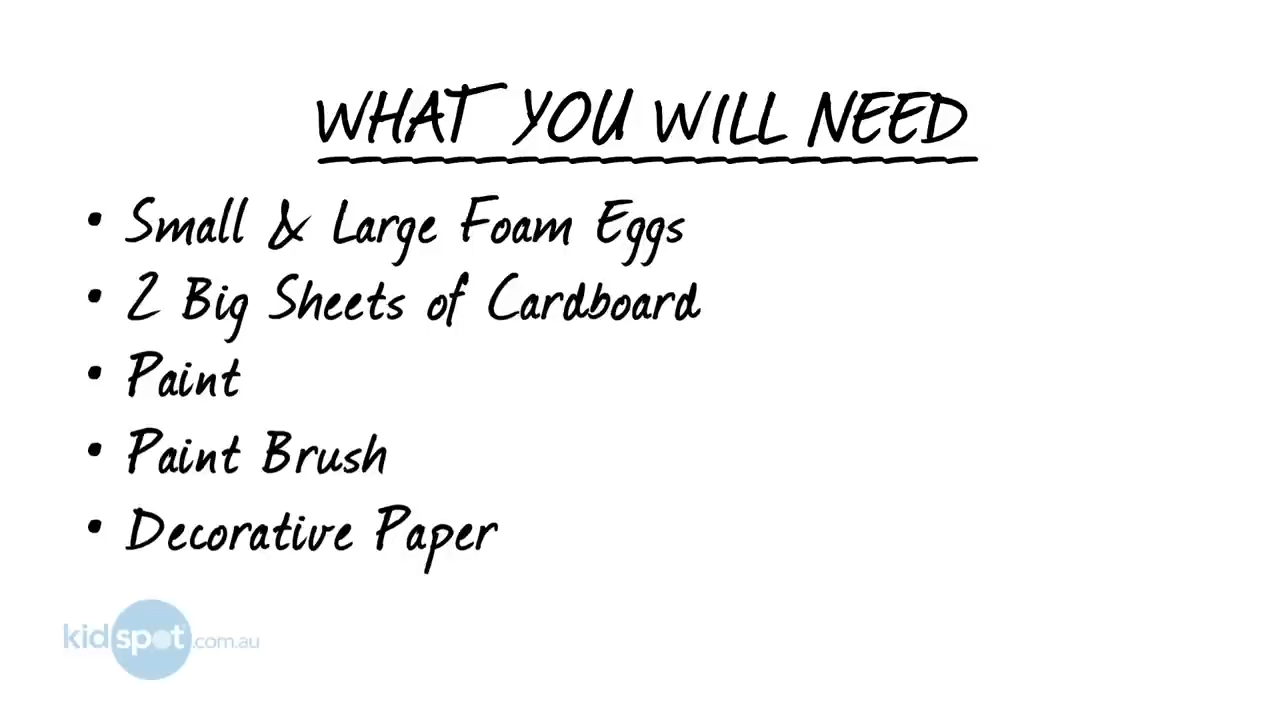 WHAT YOU WILL NEED
• Small & Large Foam Eggs
• 2 Big Sheets of Cardboard
• Paint
• Paint Brush
• Decorative Paper
kidspot.com.au